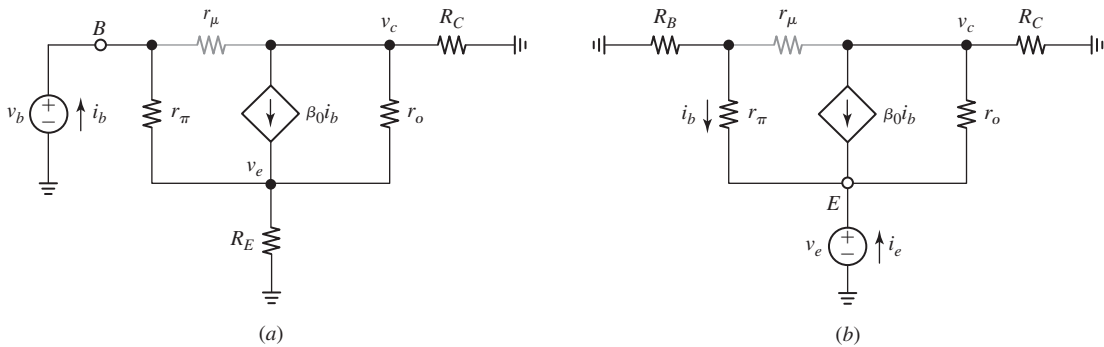 B
r_μ
v_c
R_C
v_b
+
−
i_b
r_π
β_0 i_b
r_o
v_e
R_E
(a)
R_B
r_μ
v_c
R_C
i_b
r_π
β_0 i_b
r_o
E
v_e
+
−
i_e
(b)